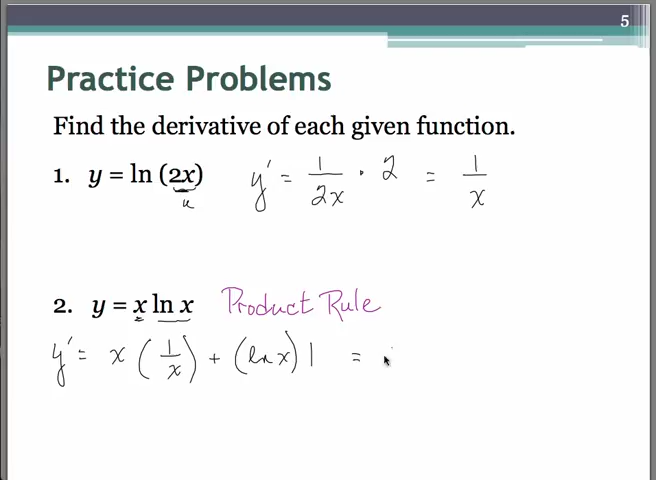 5
Practice Problems
Find the derivative of each given function.
1. y = ln (2x) y' = 1/2x · 2 = 1/x
u
2. y = x ln x Product Rule
y' = x (1/x) + (ln x) 1 =